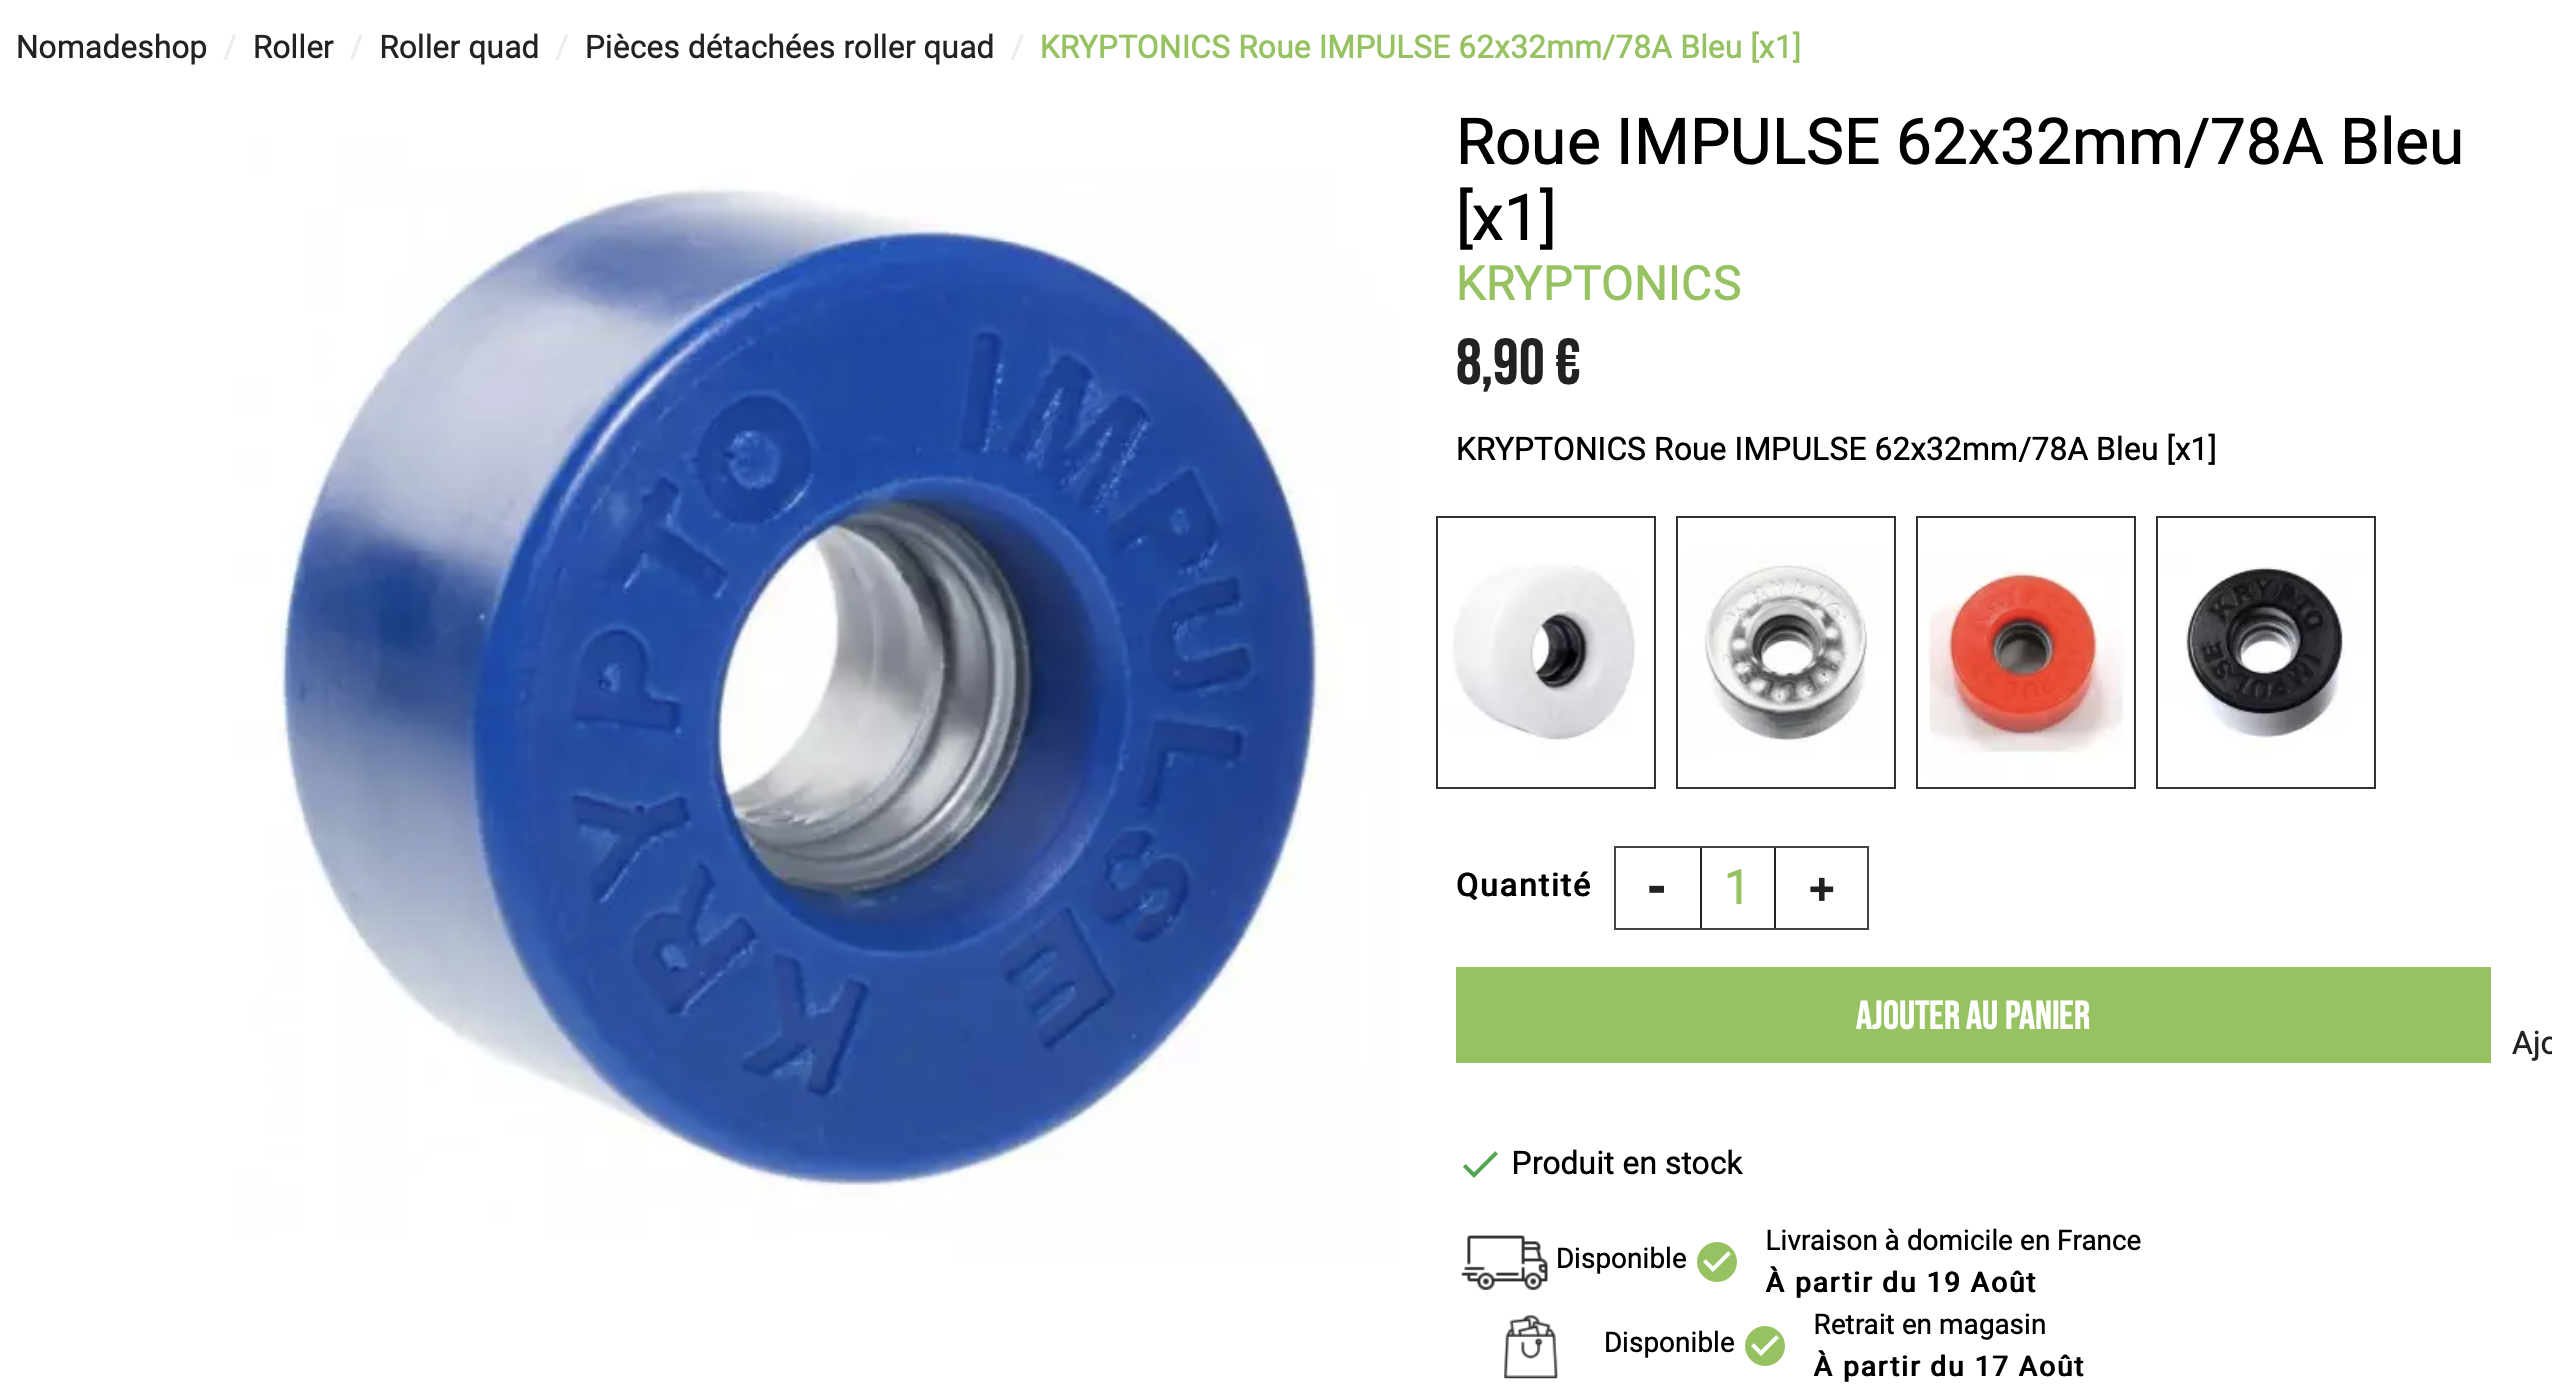 Nomadeshop / Roller / Roller quad / Pièces détachées roller quad / KRYPTONICS Roue IMPULSE 62x32mm/78A Bleu [x1]
KRYPTO IMPULSE
Roue IMPULSE 62x32mm/78A Bleu
[x1]
KRYPTONICS
8,90 €
KRYPTONICS Roue IMPULSE 62x32mm/78A Bleu [x1]
KRYPTO
IMPULSE
Quantité - 1 +
AJOUTER AU PANIER
Ajo
Produit en stock
Disponible
Livraison à domicile en France
À partir du 19 Août
Disponible
Retrait en magasin
À partir du 17 Août